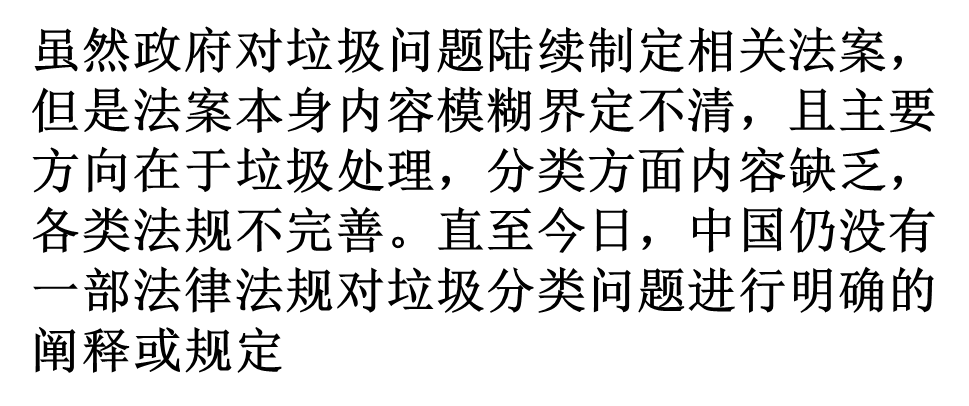 虽然政府对垃圾问题陆续制定相关法案，
但是法案本身内容模糊界定不清，且主要
方向在于垃圾处理，分类方面内容缺乏，
各类法规不完善。直至今日，中国仍没有
一部法律法规对垃圾分类问题进行明确的
阐释或规定